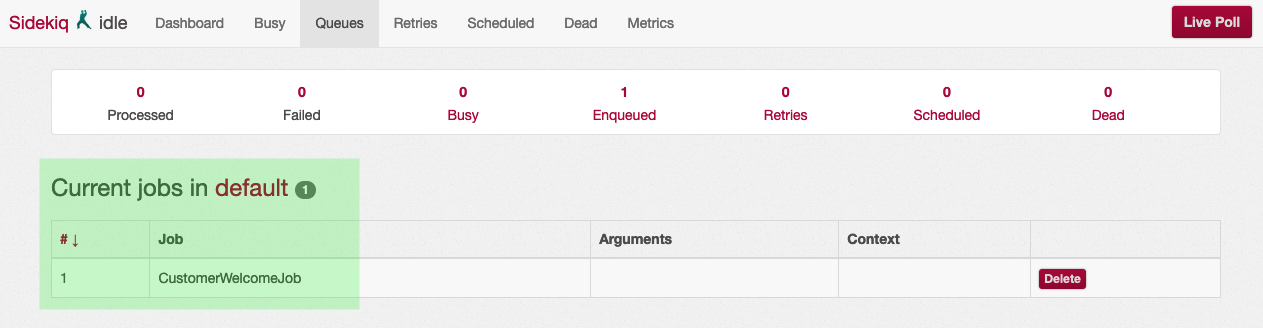 Sidekiq idle Dashboard Busy Queues Retries Scheduled Dead Metrics Live Poll
0 0 0 1 0 0 0
Processed Failed Busy Enqueued Retries Scheduled Dead
Current jobs in default 1
# ↓ Job Arguments Context
1 CustomerWelcomeJob Delete